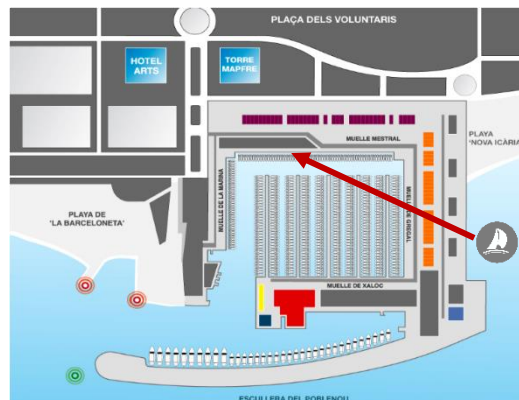 PLAÇA DELS VOLUNTARIS
HOTEL
ARTS
TORRE
MAPFRE
MUELLE MESTRAL
PLAYA
'NOVA ICÀRIA'
MUELLE DE LA MARINA
MUELLE DE GREGAL
PLAYA DE
'LA BARCELONETA'
MUELLE DE XALOC
ESCULLERA DEL POBLENOU